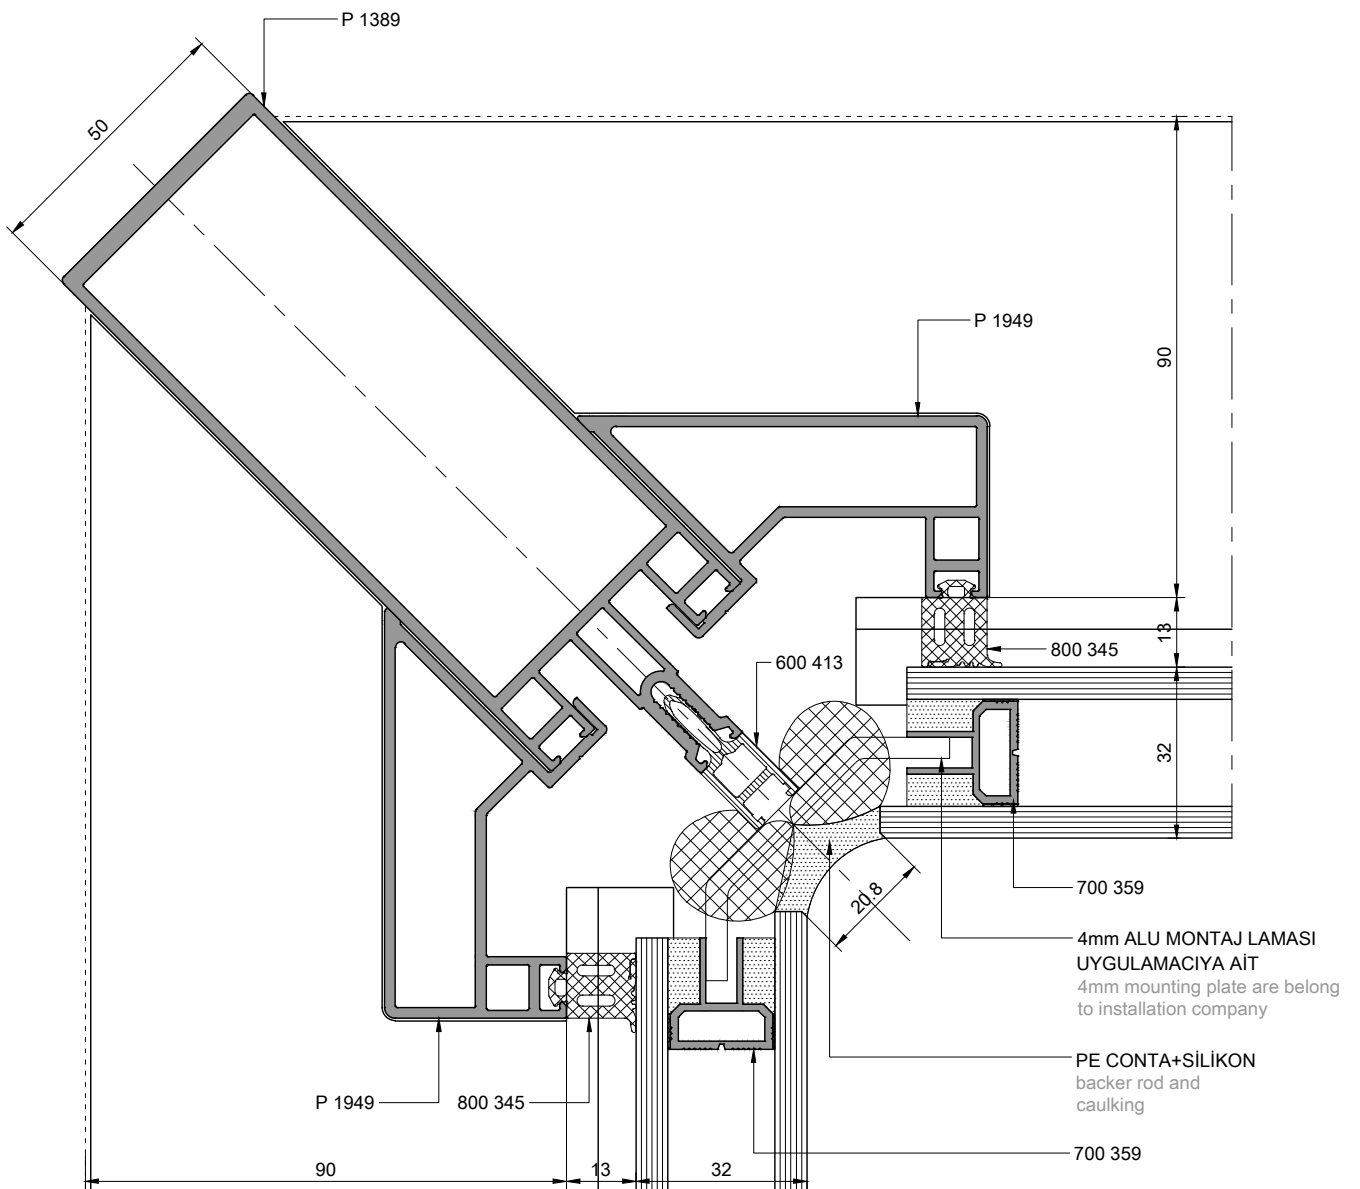 P 1389
50
P 1949
90
13
800 345
600 413
32
700 359
20.8
4mm ALU MONTAJ LAMASI
UYGULAMACIYA AİT
4mm mounting plate are belong
to installation company
PE CONTA+SİLİKON
backer rod and
caulking
P 1949
800 345
700 359
90
13
32